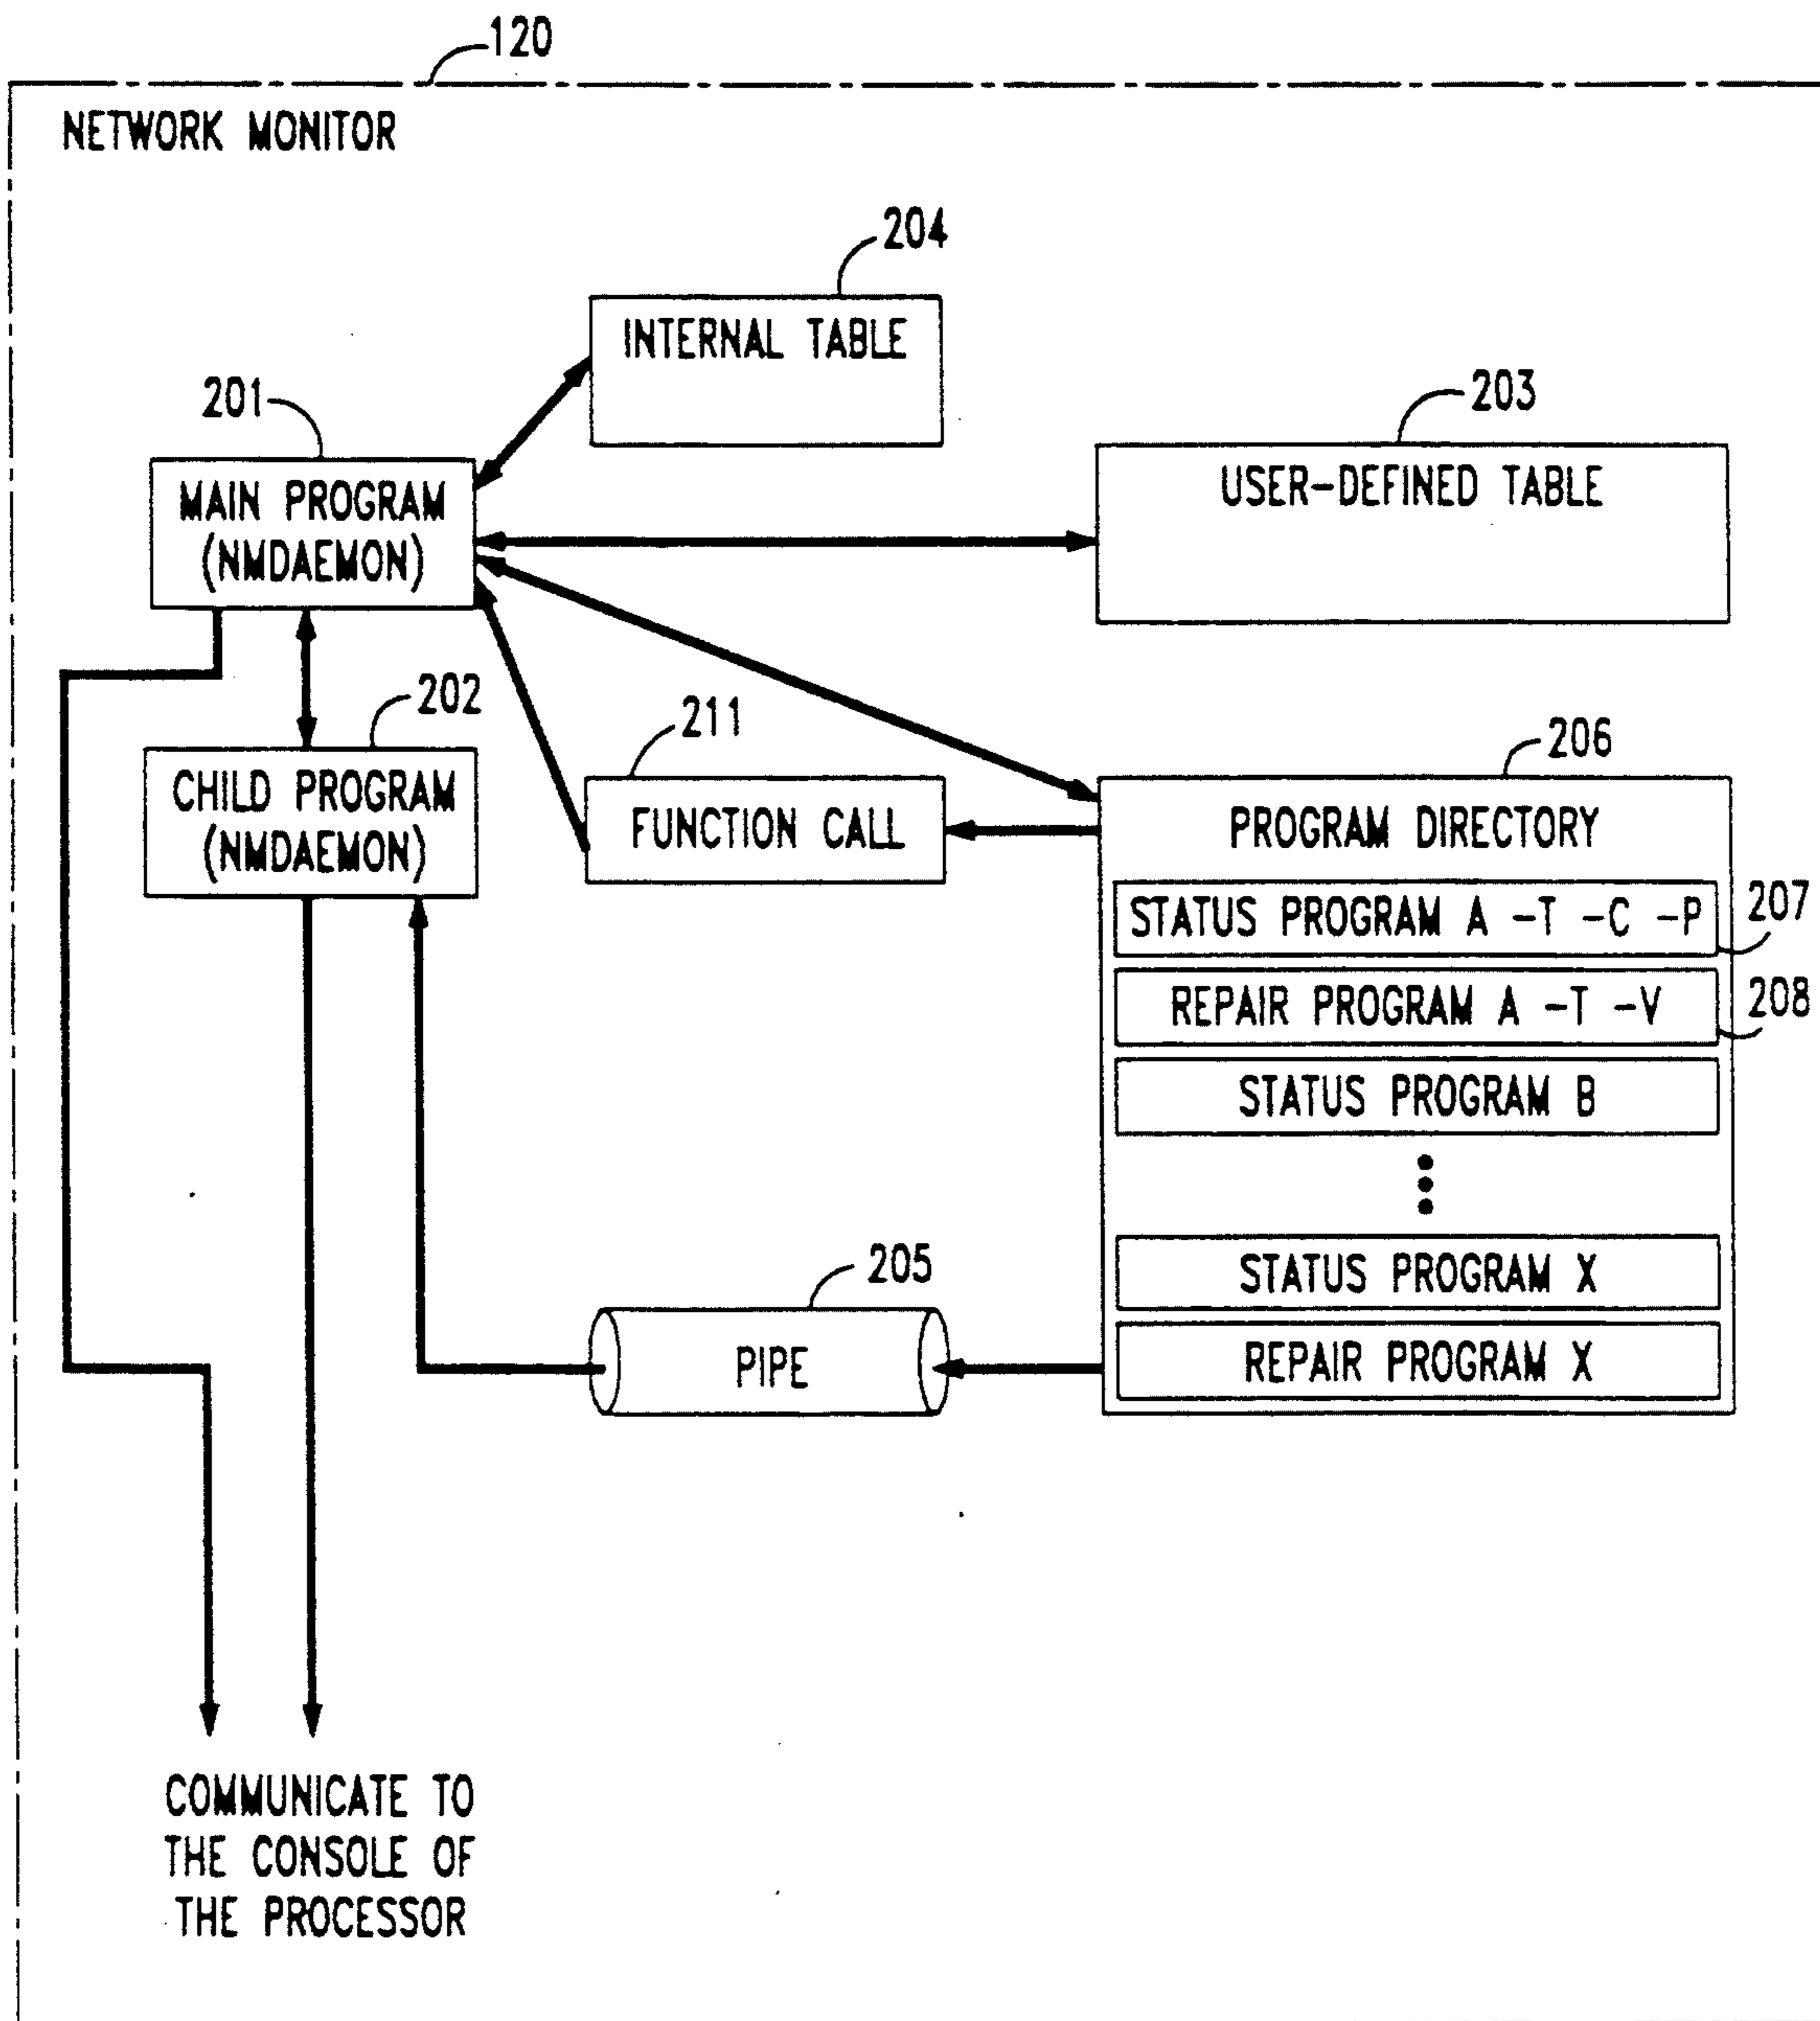 120
NETWORK MONITOR
204
INTERNAL TABLE
201
203
MAIN PROGRAM
(NMDAEMON)
USER-DEFINED TABLE
202
211
206
CHILD PROGRAM
(NMDAEMON)
FUNCTION CALL
PROGRAM DIRECTORY
STATUS PROGRAM A -T -C -P
207
REPAIR PROGRAM A -T -V
208
STATUS PROGRAM B
STATUS PROGRAM X
205
PIPE
REPAIR PROGRAM X
COMMUNICATE TO
THE CONSOLE OF
THE PROCESSOR